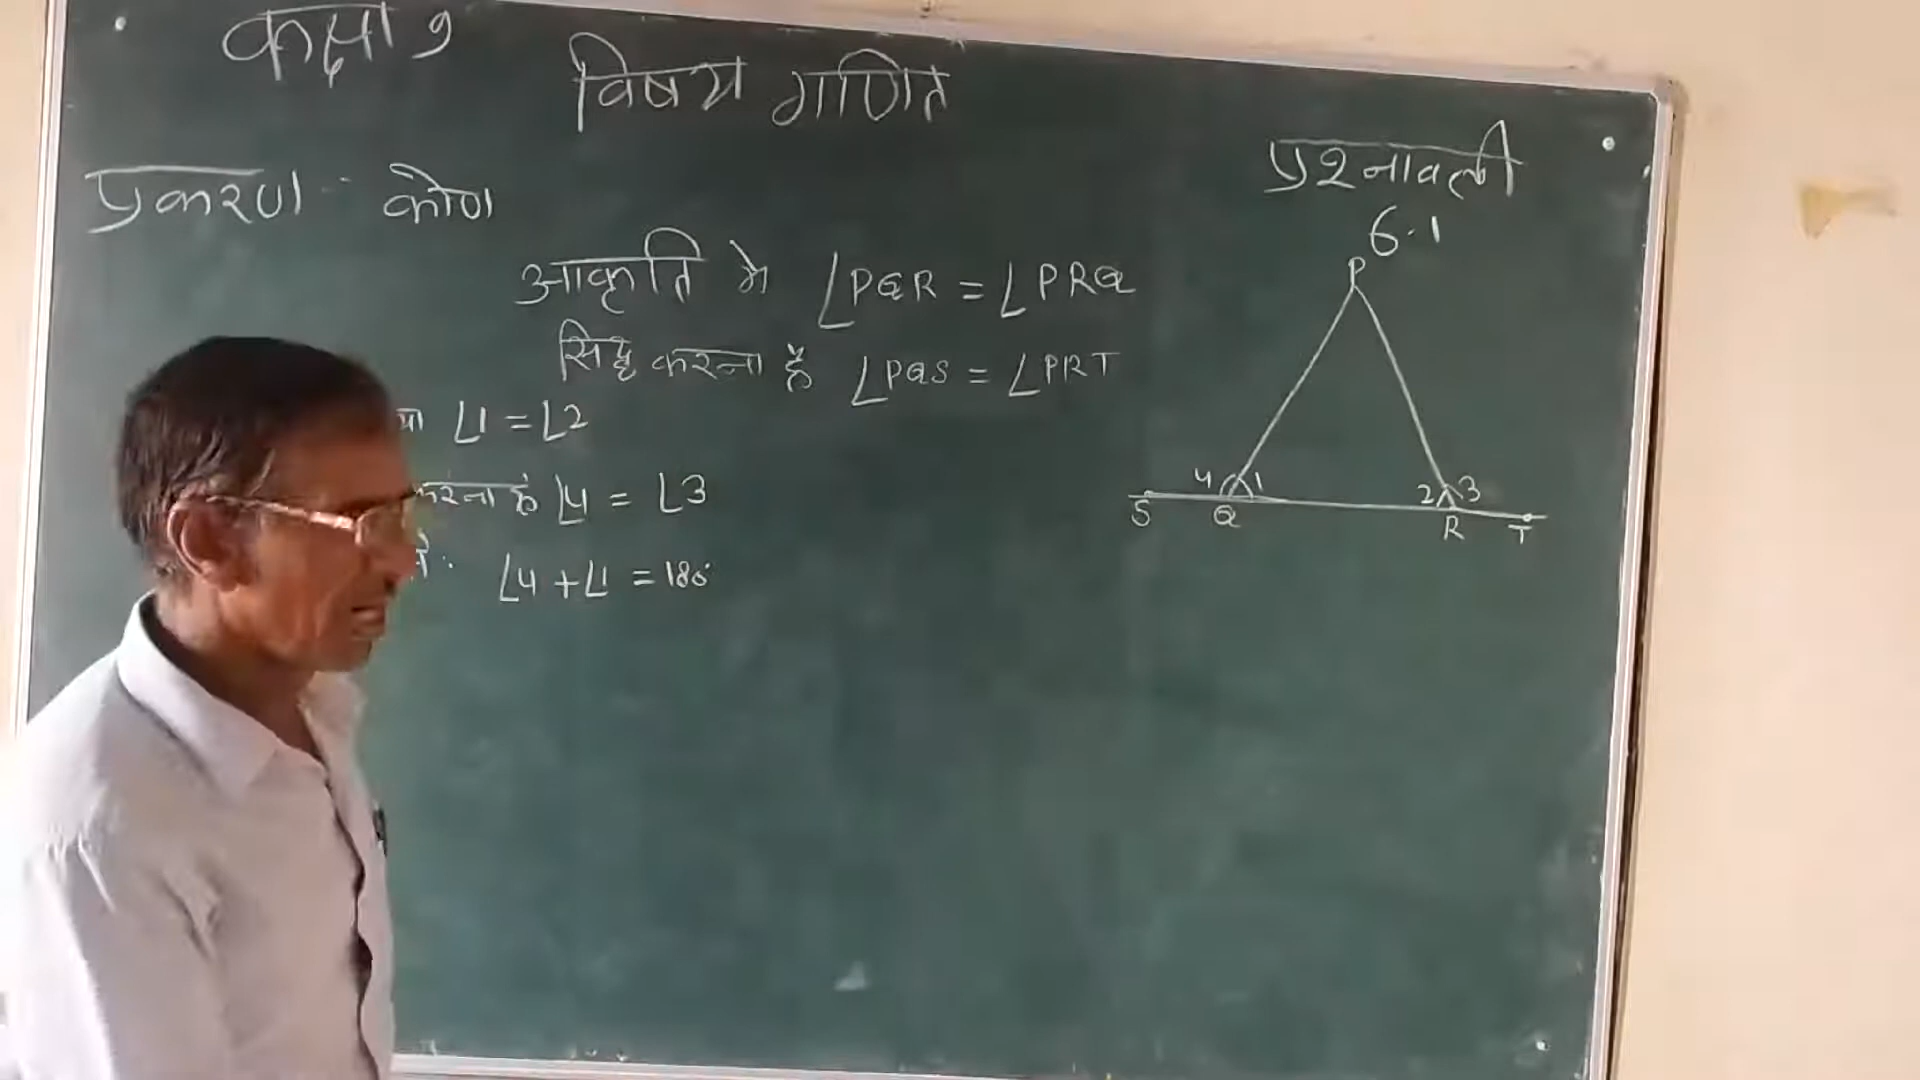 कक्षा 9
विषय गणित
प्रकरण - कोण
प्रश्नावली
6.1
आकृति मे ∠PQR = ∠PRQ
सिद्ध करना है ∠PQS = ∠PRT
∠1 = ∠2
करना है ∠4 = ∠3
∠4 + ∠1 = 180°
P
4 1
2 3
S Q R T